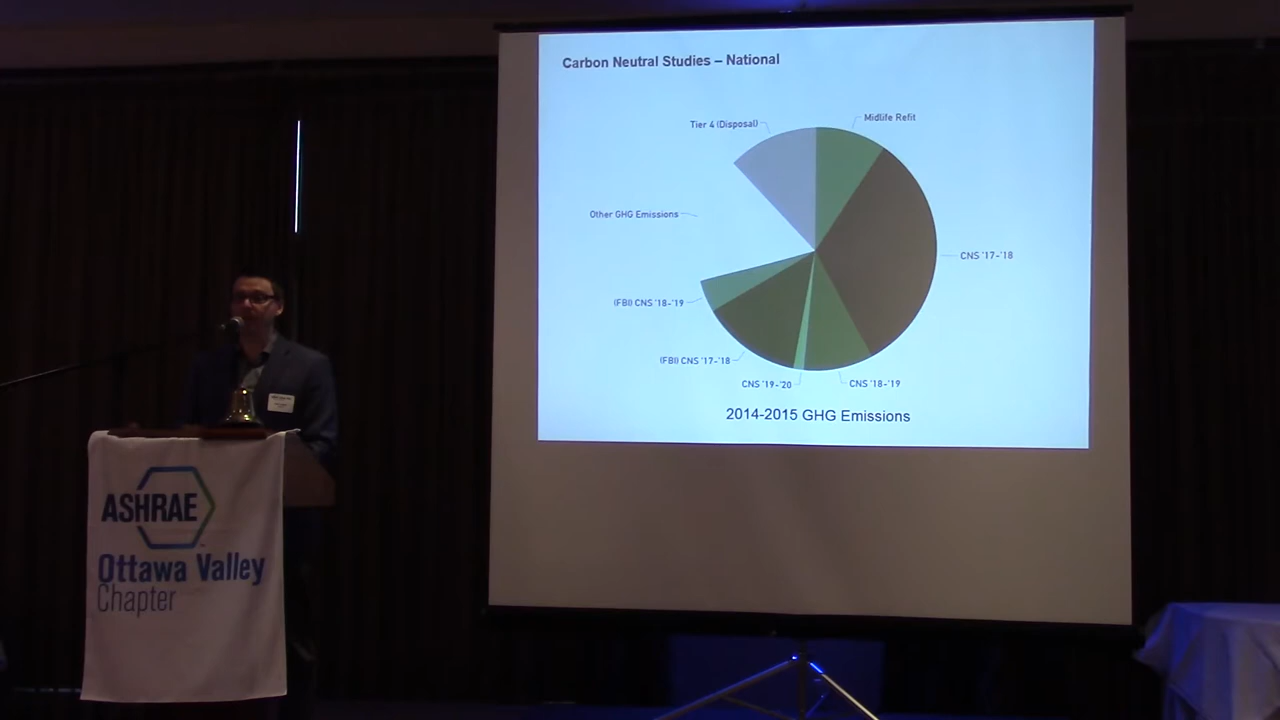 Carbon Neutral Studies – National
Tier 4 (Disposal)
Midlife Refit
Other GHG Emissions
CNS '17-'18
(FBI) CNS '18-'19
(FBI) CNS '17-'18
CNS '19-'20
CNS '18-'19
2014-2015 GHG Emissions
ASHRAE
Ottawa Valley
Chapter